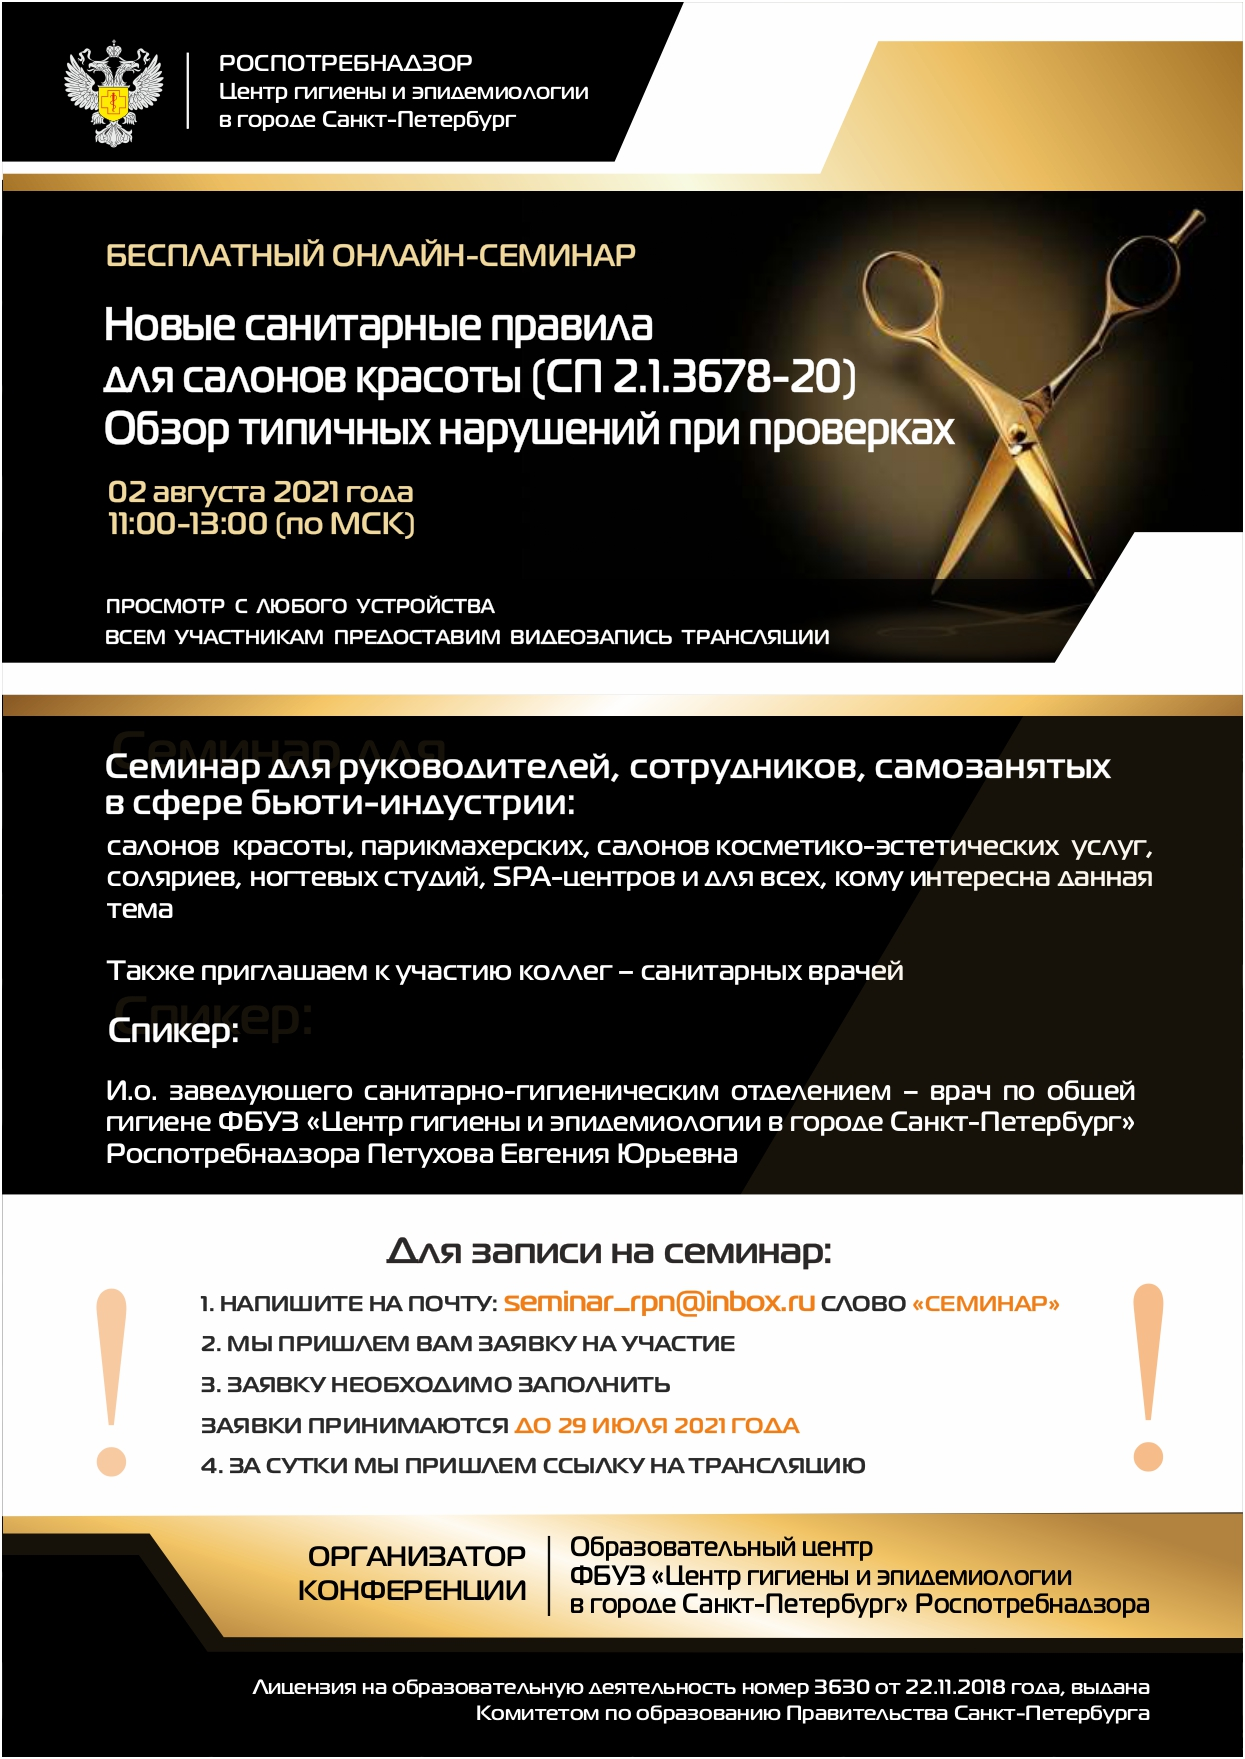 РОСПОТРЕБНАДЗОР
Центр гигиены и эпидемиологии
в городе Санкт-Петербург
БЕСПЛАТНЫЙ ОНЛАЙН-СЕМИНАР
Новые санитарные правила
для салонов красоты (СП 2.1.3678-20)
Обзор типичных нарушений при проверках
02 августа 2021 года
11:00-13:00 (по МСК)
ПРОСМОТР С ЛЮБОГО УСТРОЙСТВА
ВСЕМ УЧАСТНИКАМ ПРЕДОСТАВИМ ВИДЕОЗАПИСЬ ТРАНСЛЯЦИИ
Семинар для
Семинар для руководителей, сотрудников, самозанятых
в сфере бьюти-индустрии:
салонов красоты, парикмахерских, салонов косметико-эстетических услуг,
соляриев, ногтевых студий, SPA-центров и для всех, кому интересна данная
тема
Также приглашаем к участию коллег – санитарных врачей
Спикер:
Спикер:
И.о. заведующего санитарно-гигиеническим отделением – врач по общей
гигиене ФБУЗ «Центр гигиены и эпидемиологии в городе Санкт-Петербург»
Роспотребнадзора Петухова Евгения Юрьевна
Для записи на семинар:
1. НАПИШИТЕ НА ПОЧТУ: seminar_rpn@inbox.ru СЛОВО «СЕМИНАР»
2. МЫ ПРИШЛЕМ ВАМ ЗАЯВКУ НА УЧАСТИЕ
3. ЗАЯВКУ НЕОБХОДИМО ЗАПОЛНИТЬ
ЗАЯВКИ ПРИНИМАЮТСЯ ДО 29 ИЮЛЯ 2021 ГОДА
4. ЗА СУТКИ МЫ ПРИШЛЕМ ССЫЛКУ НА ТРАНСЛЯЦИЮ
! !
ОРГАНИЗАТОР
КОНФЕРЕНЦИИ
Образовательный центр
ФБУЗ «Центр гигиены и эпидемиологии
в городе Санкт-Петербург» Роспотребнадзора
Лицензия на образовательную деятельность номер 3630 от 22.11.2018 года, выдана
Комитетом по образованию Правительства Санкт-Петербурга